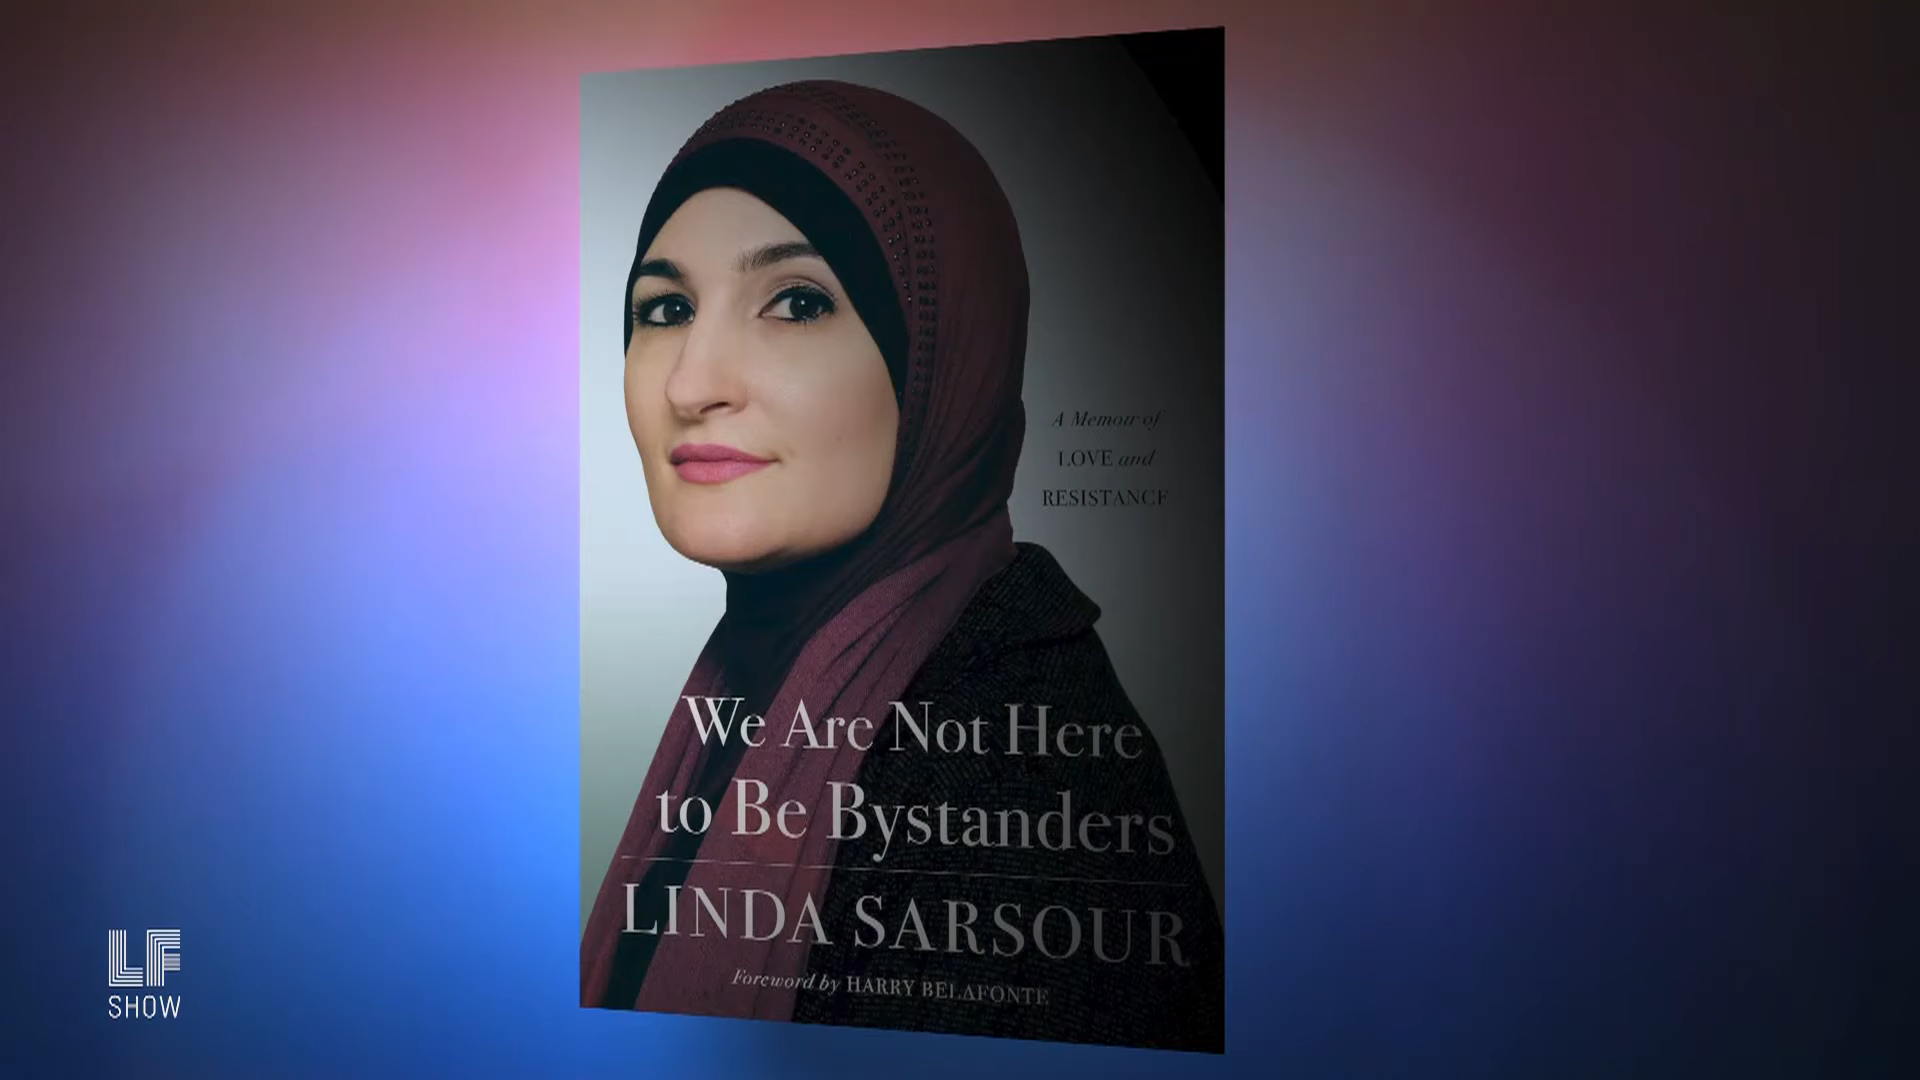 A Memoir of
LOVE and
RESISTANCE
We Are Not Here
to Be Bystanders
LINDA SARSOUR
Foreword by HARRY BELAFONTE
LF
SHOW